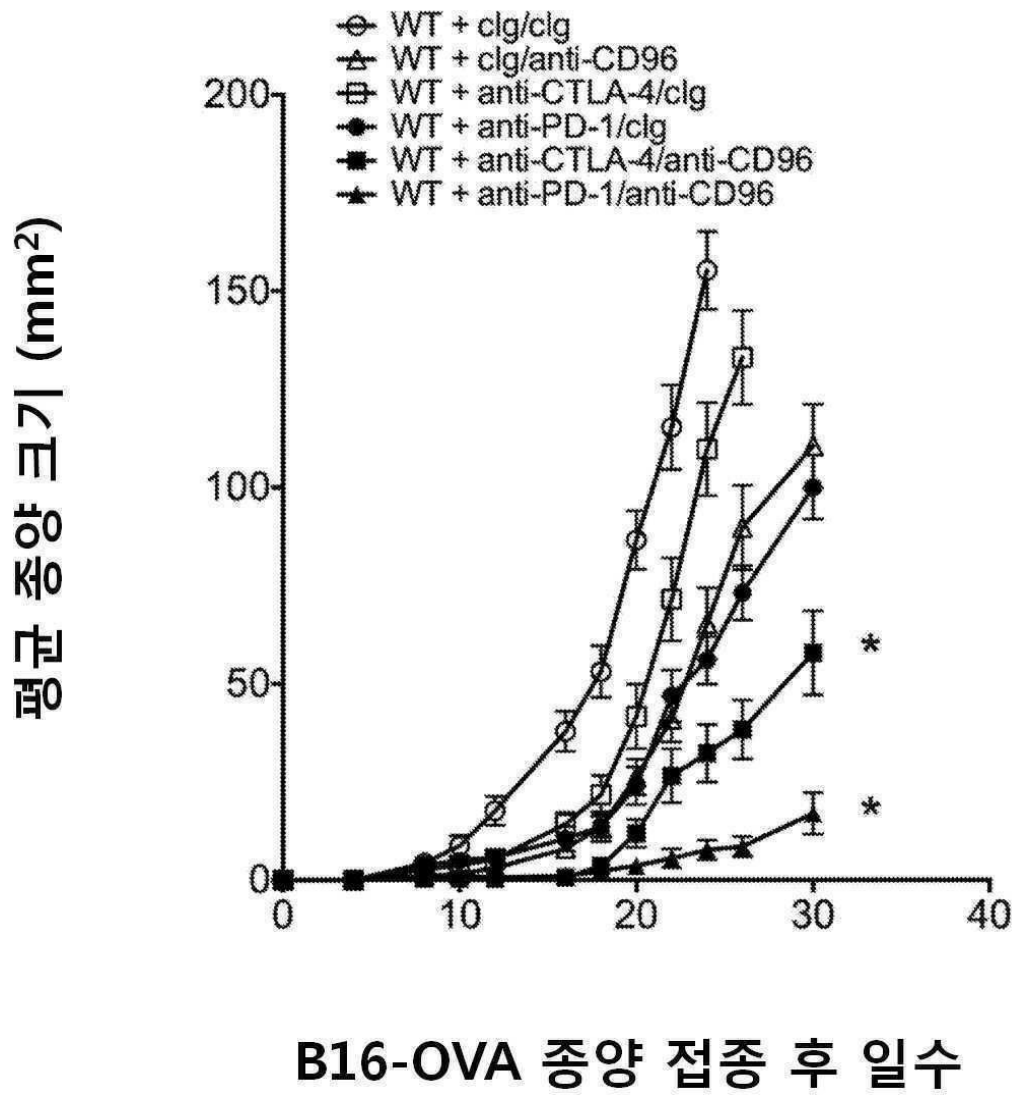 WT + cIg/cIg
WT + cIg/anti-CD96
WT + anti-CTLA-4/cIg
WT + anti-PD-1/cIg
WT + anti-CTLA-4/anti-CD96
WT + anti-PD-1/anti-CD96
평균 종양 크기 (mm²)
200
150
100
50
0
*
*
0 10 20 30 40
B16-OVA 종양 접종 후 일수